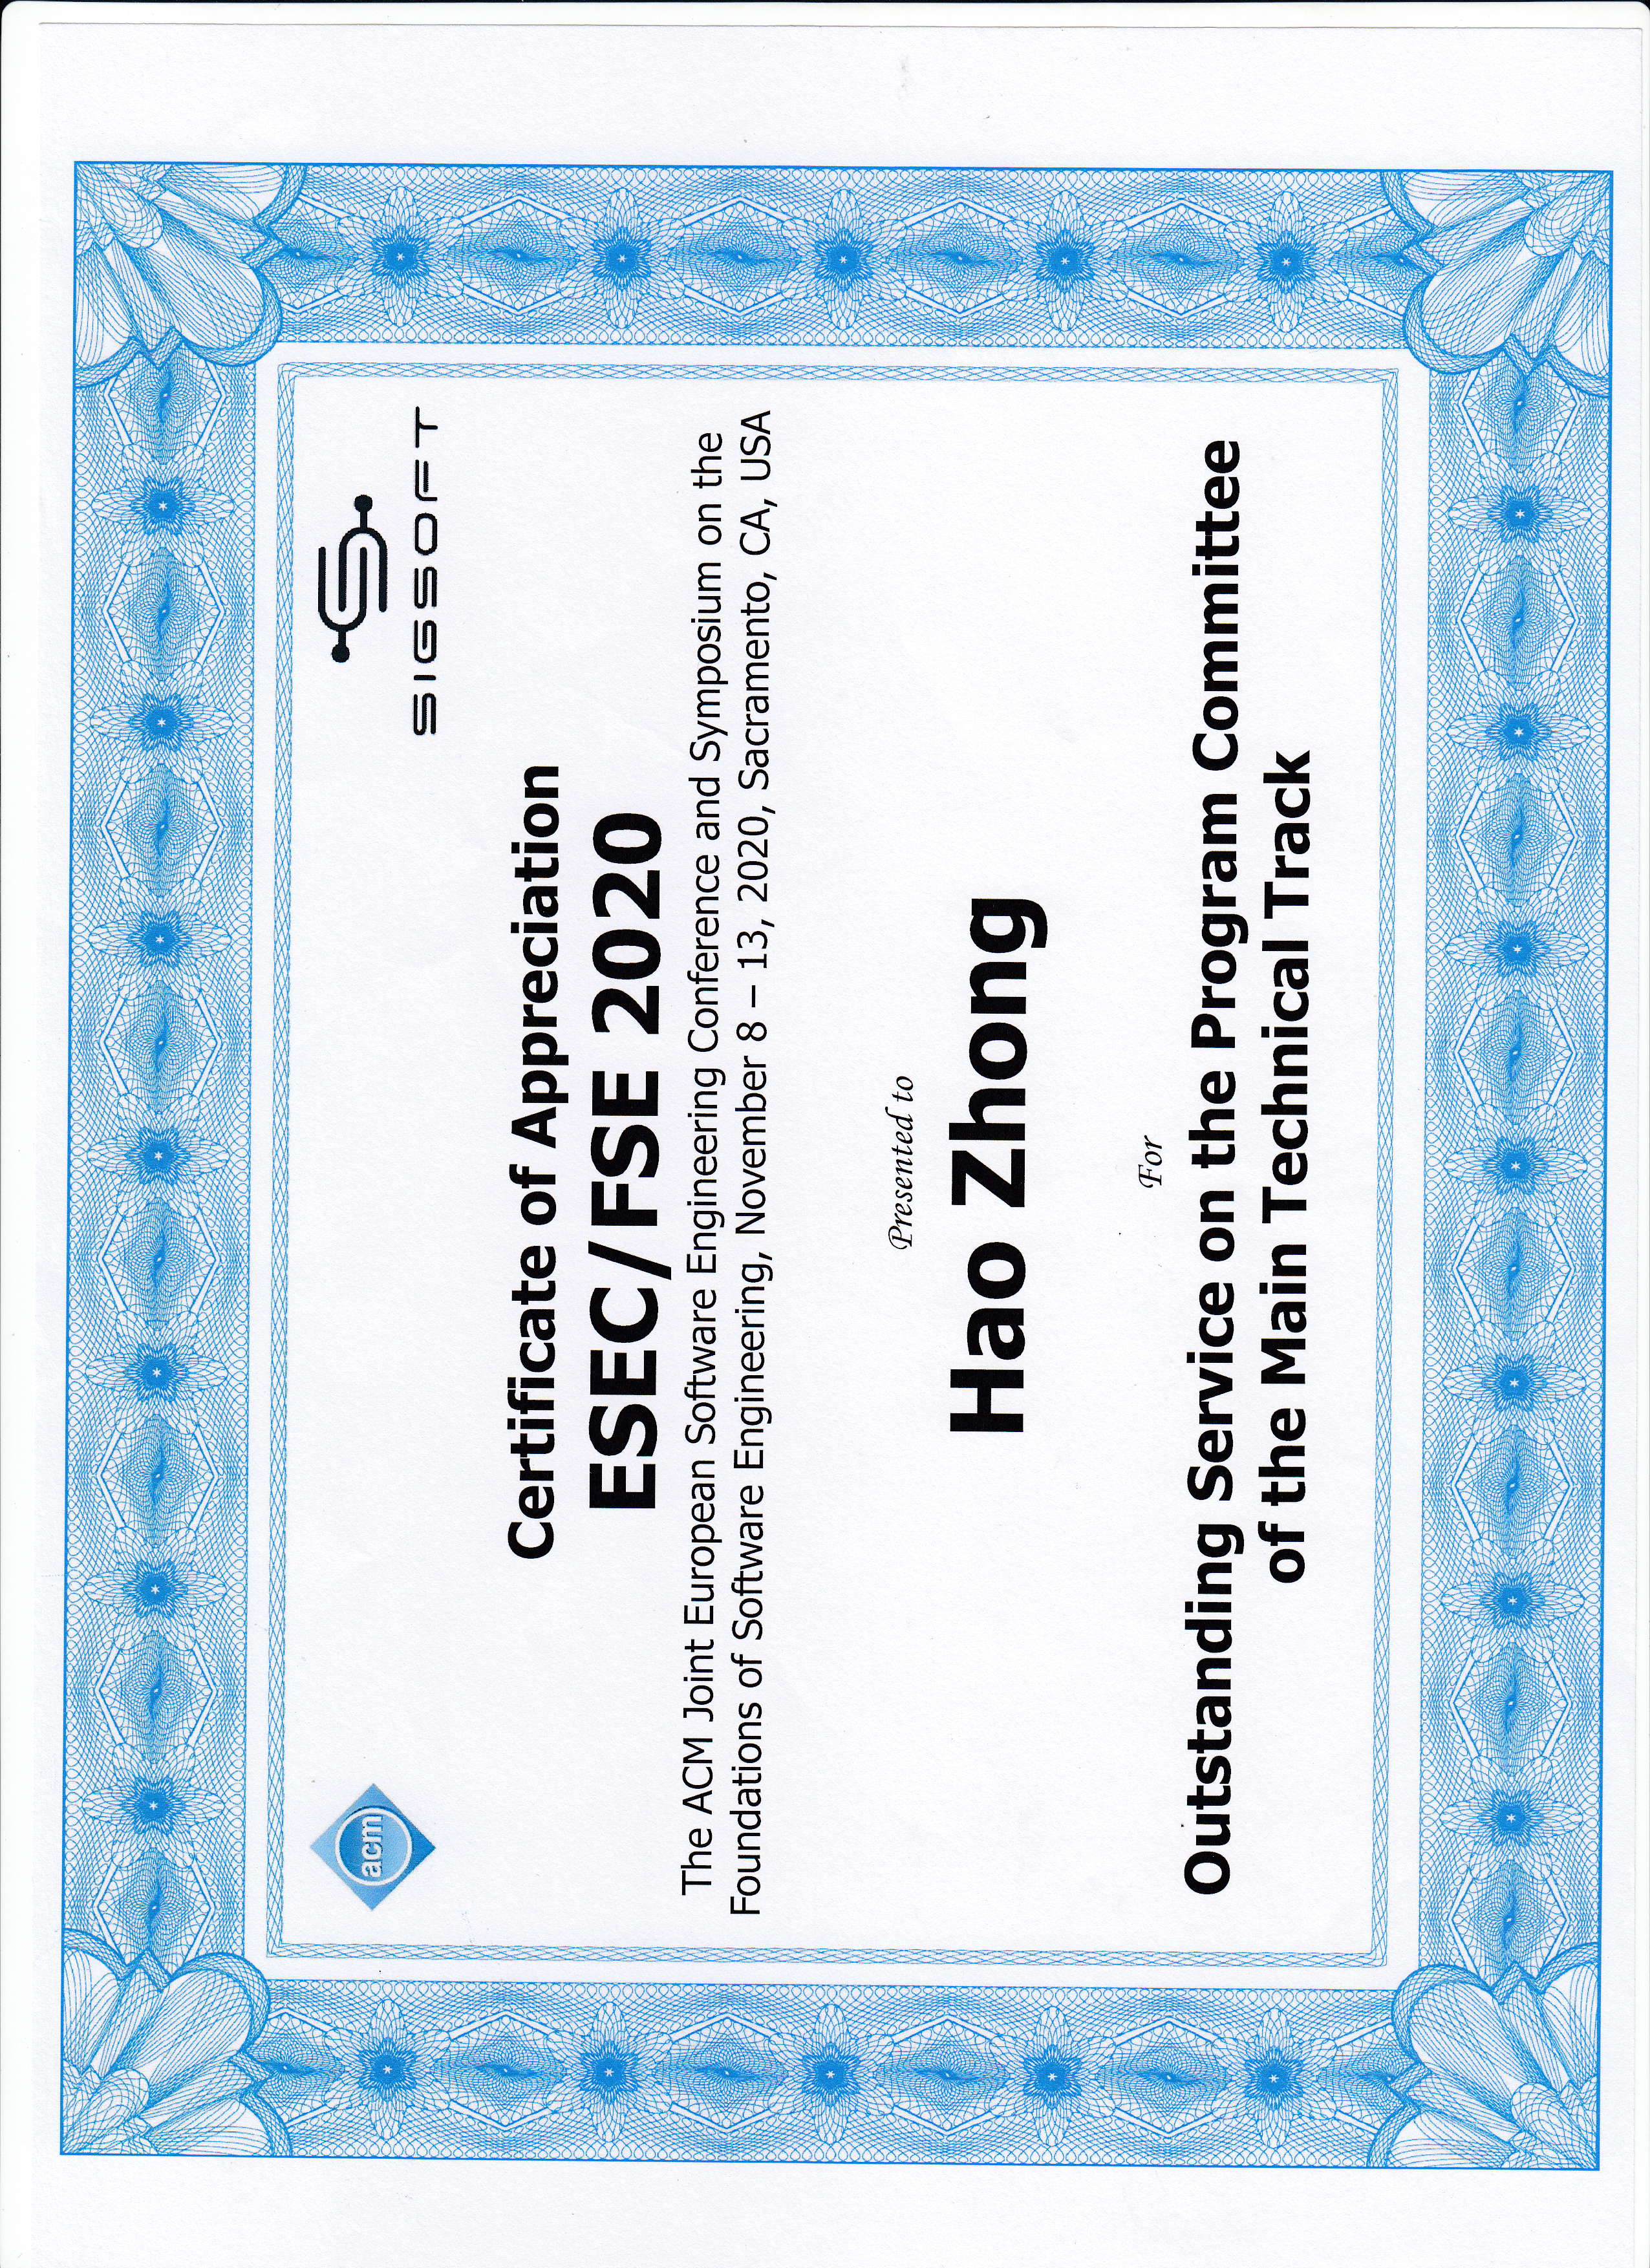 acm
SIGSOFT
Certificate of Appreciation
ESEC/FSE 2020
The ACM Joint European Software Engineering Conference and Symposium on the
Foundations of Software Engineering, November 8 – 13, 2020, Sacramento, CA, USA
Presented to
Hao Zhong
For
Outstanding Service on the Program Committee
of the Main Technical Track